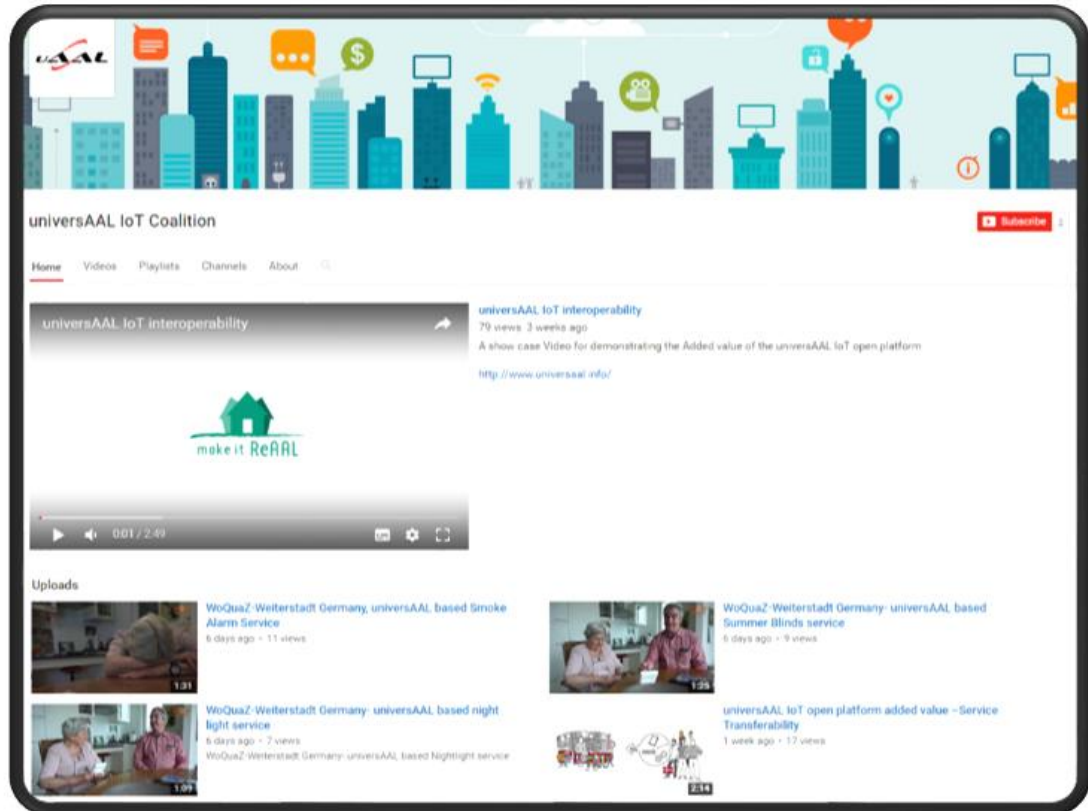 uAAL
universAAL IoT Coalition
Subscribe
Home Videos Playlists Channels About
universAAL IoT interoperability
make it ReAAL
0:01 / 2:49
universAAL IoT interoperability
79 views 3 weeks ago
A show case Video for demonstrating the Added value of the universAAL IoT open platform
http://www.universaal.info/
Uploads
WoQuaZ-Weiterstadt Germany, universAAL based Smoke
Alarm Service
6 days ago • 11 views
1:31
WoQuaZ-Weiterstadt Germany- universAAL based
Summer Blinds service
6 days ago • 9 views
1:25
WoQuaZ-Weiterstadt Germany- universAAL based night
light service
6 days ago • 7 views
WoQuaZ-Weiterstadt Germany- universAAL based Nightlight service
1:09
universAAL IoT open platform added value –Service
Transferability
1 week ago • 17 views
2:14